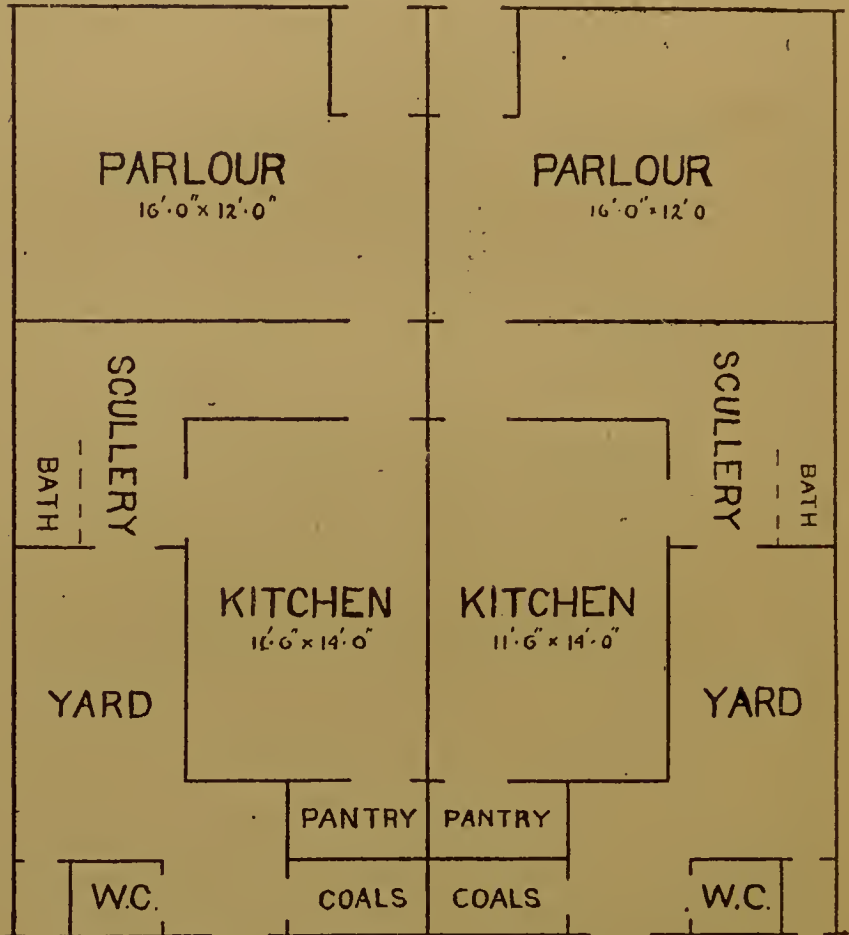 PARLOUR
16'·0" × 12'·0"
PARLOUR
16'·0" × 12'·0
SCULLERY
BATH
SCULLERY
BATH
KITCHEN
11'·6" × 14'·0"
KITCHEN
11'·6" × 14'·0"
YARD
YARD
PANTRY
PANTRY
W.C.
COALS
COALS
W.C.